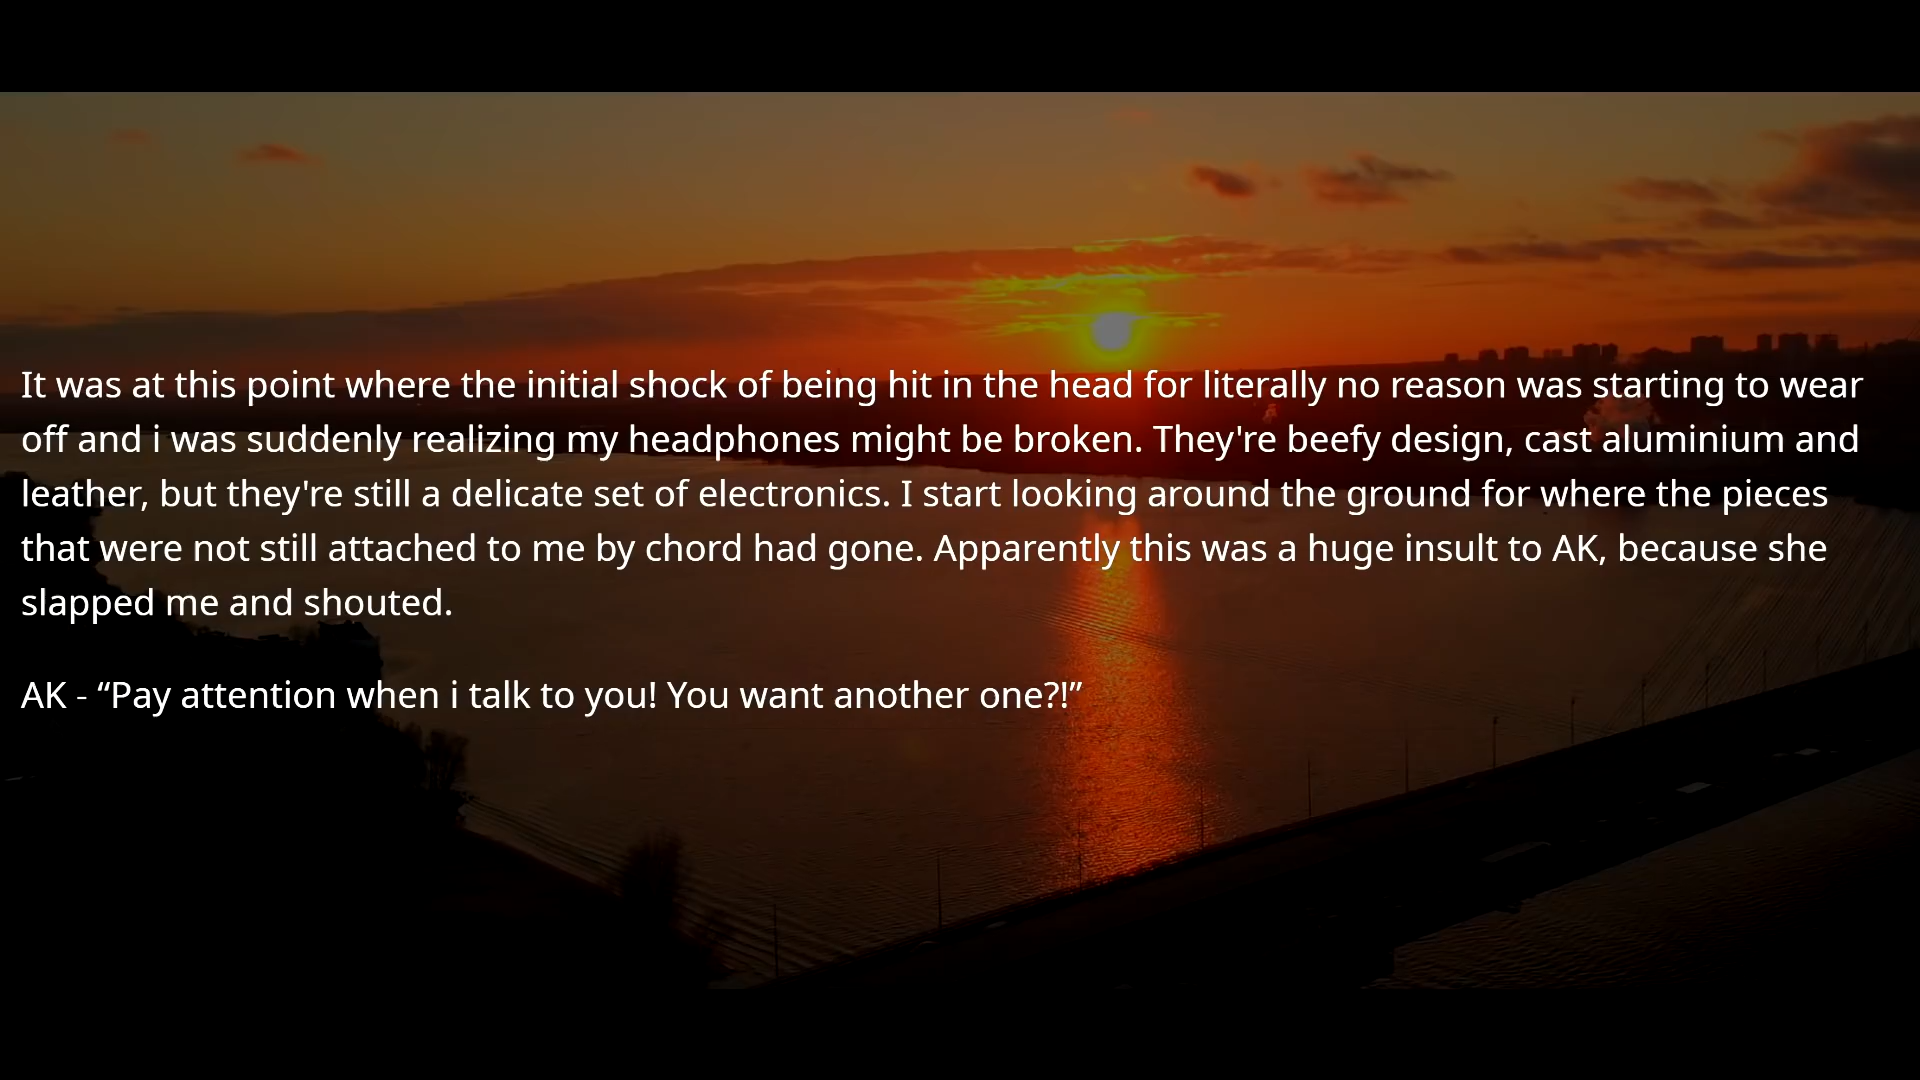 It was at this point where the initial shock of being hit in the head for literally no reason was starting to wear
off and i was suddenly realizing my headphones might be broken. They're beefy design, cast aluminium and
leather, but they're still a delicate set of electronics. I start looking around the ground for where the pieces
that were not still attached to me by chord had gone. Apparently this was a huge insult to AK, because she
slapped me and shouted.
AK - “Pay attention when i talk to you! You want another one?!”